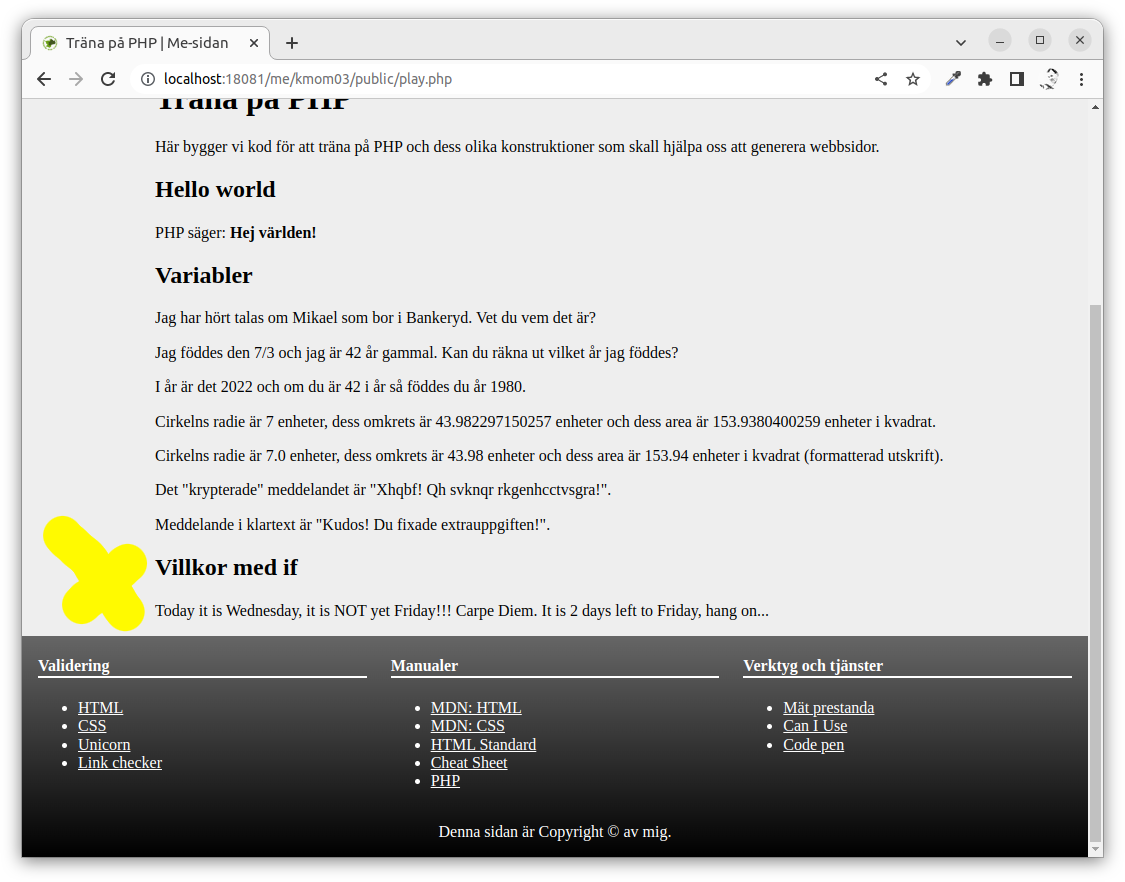 Träna på PHP | Me-sidan
localhost:18081/me/kmom03/public/play.php
Träna på PHP
Här bygger vi kod för att träna på PHP och dess olika konstruktioner som skall hjälpa oss att generera webbsidor.
Hello world
PHP säger: Hej världen!
Variabler
Jag har hört talas om Mikael som bor i Bankeryd. Vet du vem det är?
Jag föddes den 7/3 och jag är 42 år gammal. Kan du räkna ut vilket år jag föddes?
I år är det 2022 och om du är 42 i år så föddes du år 1980.
Cirkelns radie är 7 enheter, dess omkrets är 43.982297150257 enheter och dess area är 153.9380400259 enheter i kvadrat.
Cirkelns radie är 7.0 enheter, dess omkrets är 43.98 enheter och dess area är 153.94 enheter i kvadrat (formatterad utskrift).
Det "krypterade" meddelandet är "Xhqbf! Qh svknqr rkgenhcctvsgra!".
Meddelande i klartext är "Kudos! Du fixade extrauppgiften!".
Villkor med if
Today it is Wednesday, it is NOT yet Friday!!! Carpe Diem. It is 2 days left to Friday, hang on...
Validering
HTML
CSS
Unicorn
Link checker
Manualer
MDN: HTML
MDN: CSS
HTML Standard
Cheat Sheet
PHP
Verktyg och tjänster
Mät prestanda
Can I Use
Code pen
Denna sidan är Copyright © av mig.